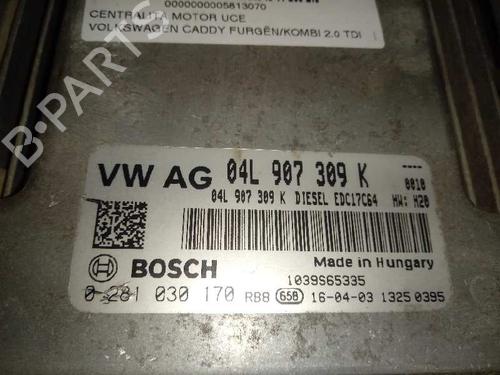 0000000005813070
CENTRALITA MOTOR UCE
VOLKSWAGEN CADDY FURGÊN/KOMBI 2.0 TDI
B-PARTS
VW AG 04L 907 309 K ----
0010
04L 907 309 K DIESEL EDC17C64 HW: H20
Made in Hungary
BOSCH 1039S65335
0 281 030 170 RB8 658 16-04-03 1325 0395